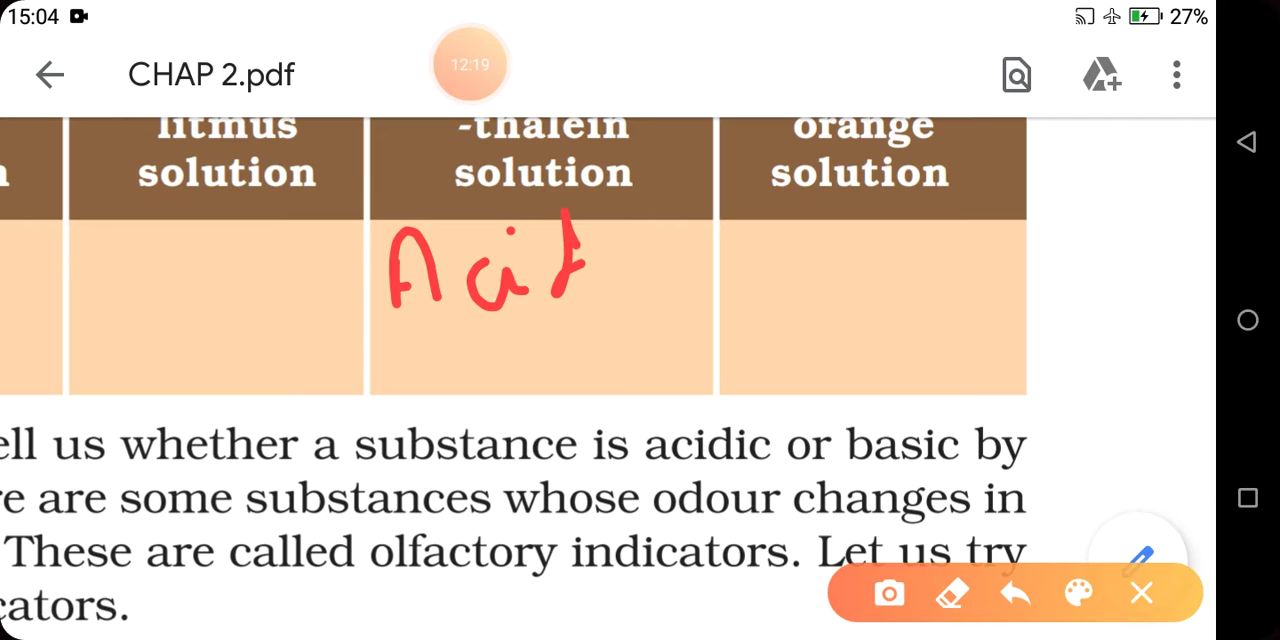 15:04 27%
CHAP 2.pdf 12:19
litmus -thalein orange
solution solution solution
Acid
ell us whether a substance is acidic or basic by
re are some substances whose odour changes in
These are called olfactory indicators. Let us try
cators.